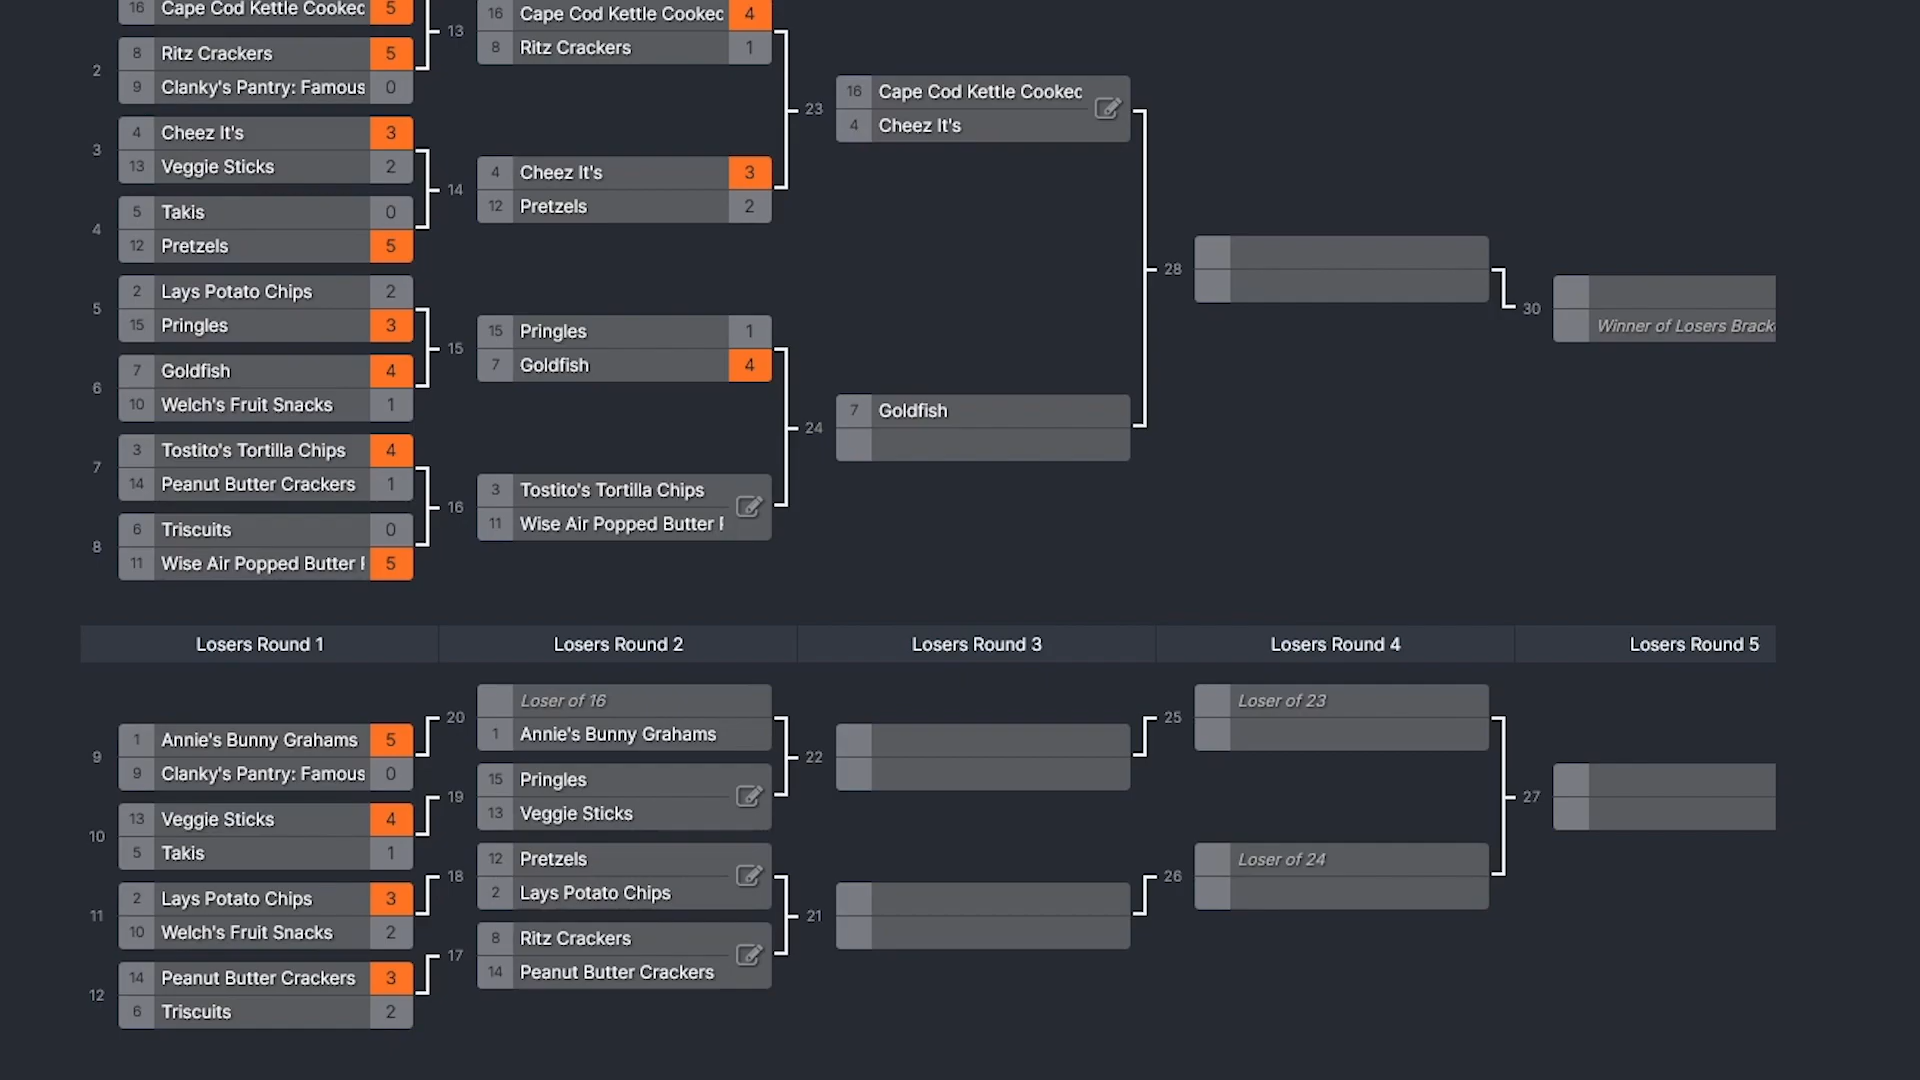 16 Cape Cod Kettle Cooked 5
2
8 Ritz Crackers 5
9 Clanky's Pantry: Famous 0
3
4 Cheez It's 3
13 Veggie Sticks 2
4
5 Takis 0
12 Pretzels 5
5
2 Lays Potato Chips 2
15 Pringles 3
6
7 Goldfish 4
10 Welch's Fruit Snacks 1
7
3 Tostito's Tortilla Chips 4
14 Peanut Butter Crackers 1
8
6 Triscuits 0
11 Wise Air Popped Butter 5
13
16 Cape Cod Kettle Cooked 4
8 Ritz Crackers 1
14
4 Cheez It's 3
12 Pretzels 2
15
15 Pringles 1
7 Goldfish 4
16
3 Tostito's Tortilla Chips
11 Wise Air Popped Butter
23
16 Cape Cod Kettle Cooked
4 Cheez It's
24
7 Goldfish
28
30
Winner of Losers Brack
Losers Round 1
Losers Round 2
Losers Round 3
Losers Round 4
Losers Round 5
9
1 Annie's Bunny Grahams 5
9 Clanky's Pantry: Famous 0
10
13 Veggie Sticks 4
5 Takis 1
11
2 Lays Potato Chips 3
10 Welch's Fruit Snacks 2
12
14 Peanut Butter Crackers 3
6 Triscuits 2
20
Loser of 16
1 Annie's Bunny Grahams
19
15 Pringles
13 Veggie Sticks
18
12 Pretzels
2 Lays Potato Chips
17
8 Ritz Crackers
14 Peanut Butter Crackers
22
21
25
Loser of 23
26
Loser of 24
27